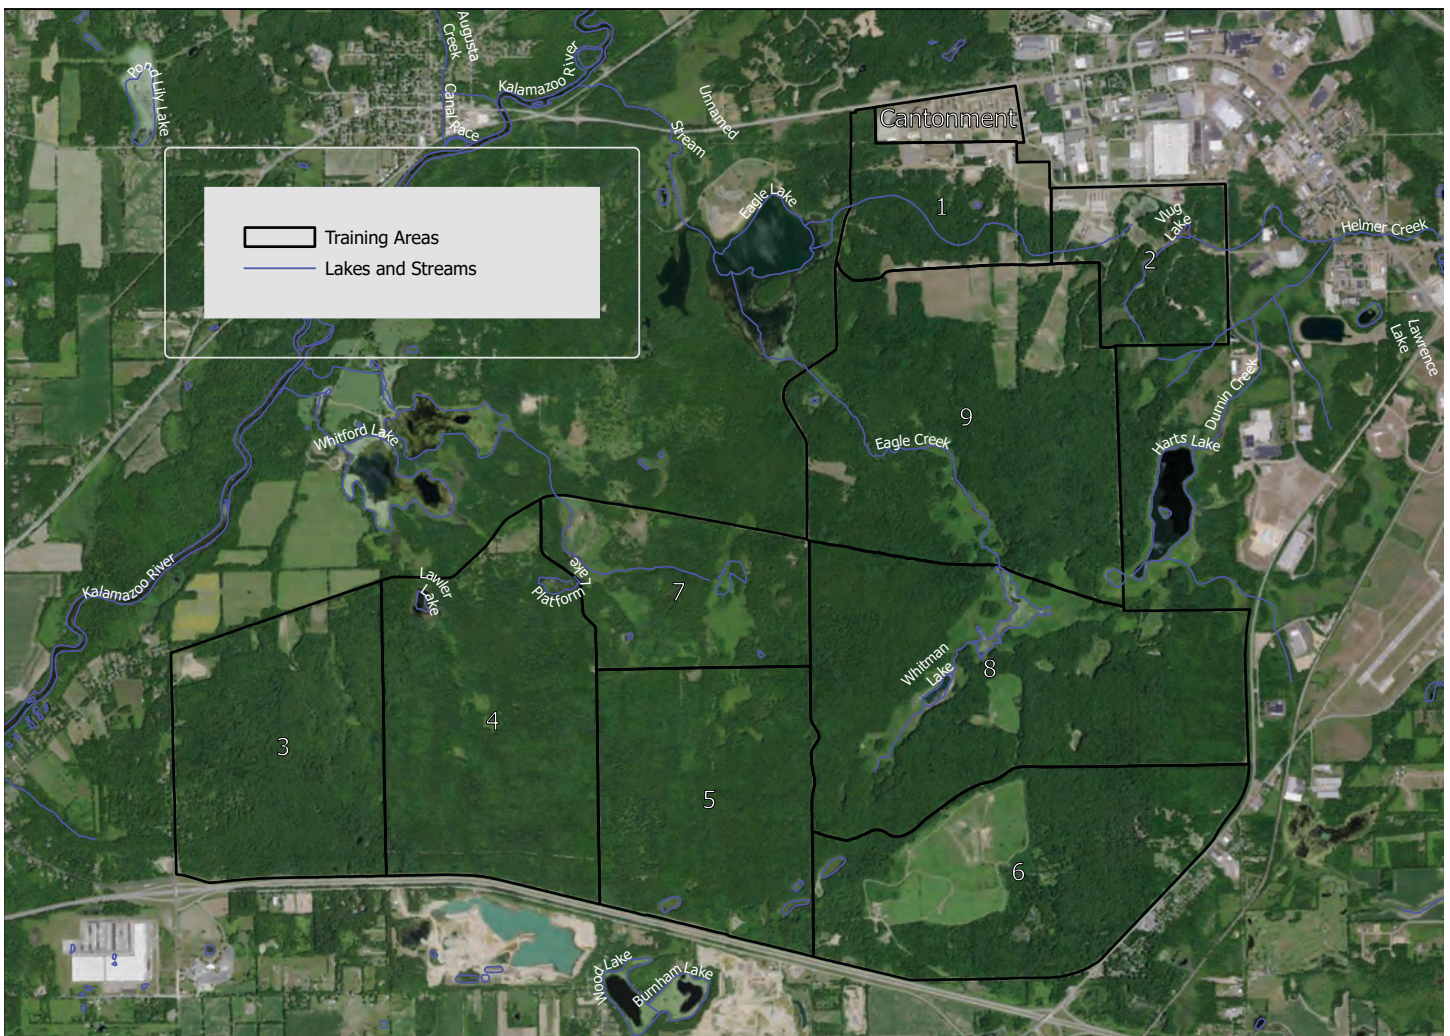 Augusta
Creek
Pond Lily Lake
Kalamazoo River
Canal Race
Unnamed
Stream
Cantonment
Eagle Lake
1
Vlug
Lake
Helmer Creek
2
Training Areas
Lakes and Streams
Lawrence
Lake
Dumin Creek
Whitford Lake
9
Eagle Creek
Harts Lake
Kalamazoo River
Lawler
Lake
Platform
Lake
7
Whitman
Lake
8
4
3
5
6
Wood Lake
Burnham Lake